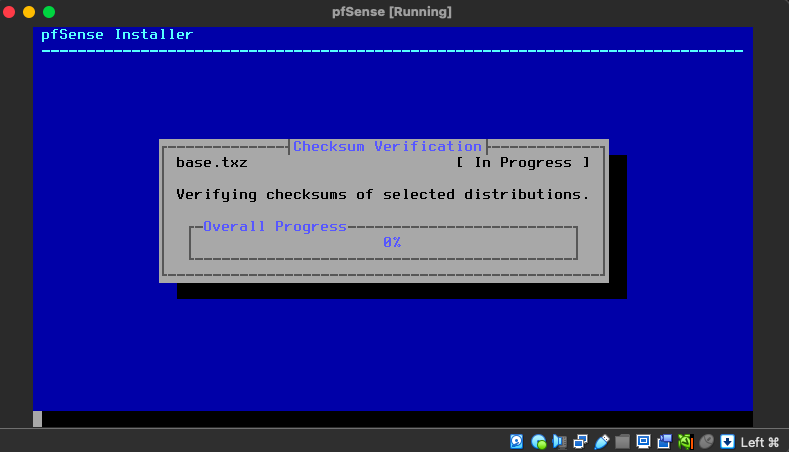 pfSense [Running]
pfSense Installer
Checksum Verification
base.txz [ In Progress ]
Verifying checksums of selected distributions.
Overall Progress
0%
Left ⌘